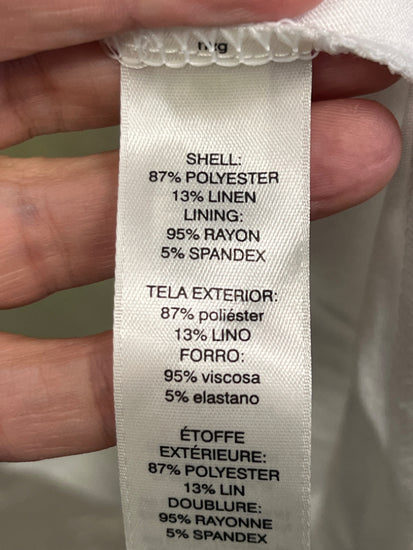 SHELL:
87% POLYESTER
13% LINEN
LINING:
95% RAYON
5% SPANDEX
TELA EXTERIOR:
87% poliéster
13% LINO
FORRO:
95% viscosa
5% elastano
ÉTOFFE
EXTÉRIEURE:
87% POLYESTER
13% LIN
DOUBLURE:
95% RAYONNE
5% SPANDEX